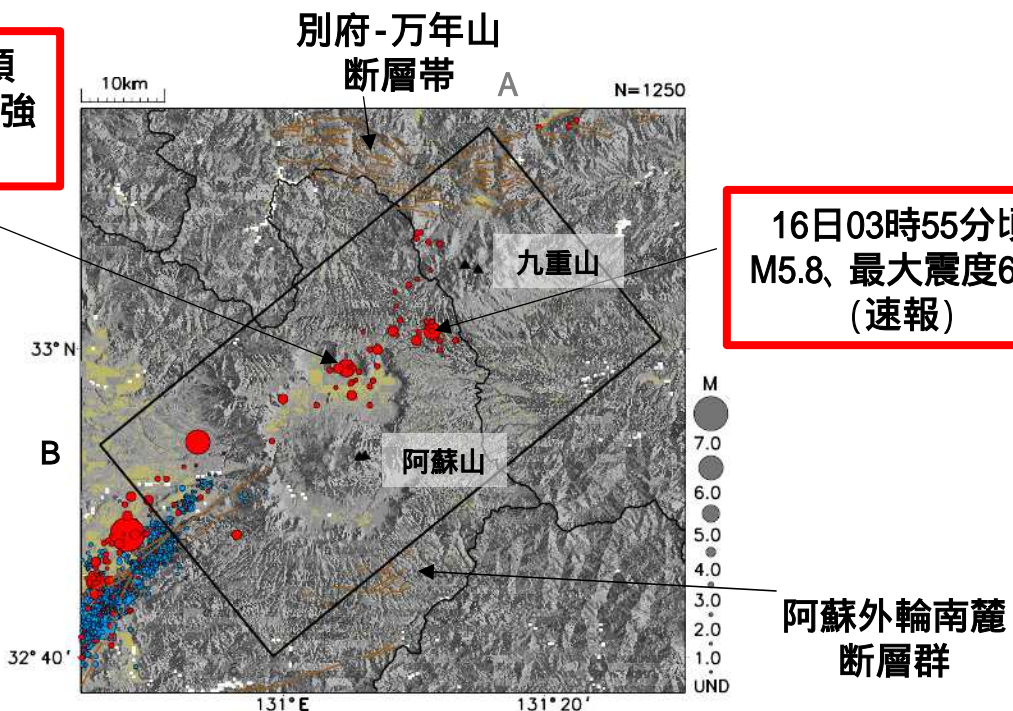 別府-万年山
断層帯
強
10km
A
N=1250
16日03時55分頃
M5.8、最大震度6
(速報)
九重山
33°N
阿蘇山
B
M
7.0
6.0
5.0
4.0
3.0
2.0
1.0
UND
阿蘇外輪南麓
断層群
32°40'
131°E
131°20'